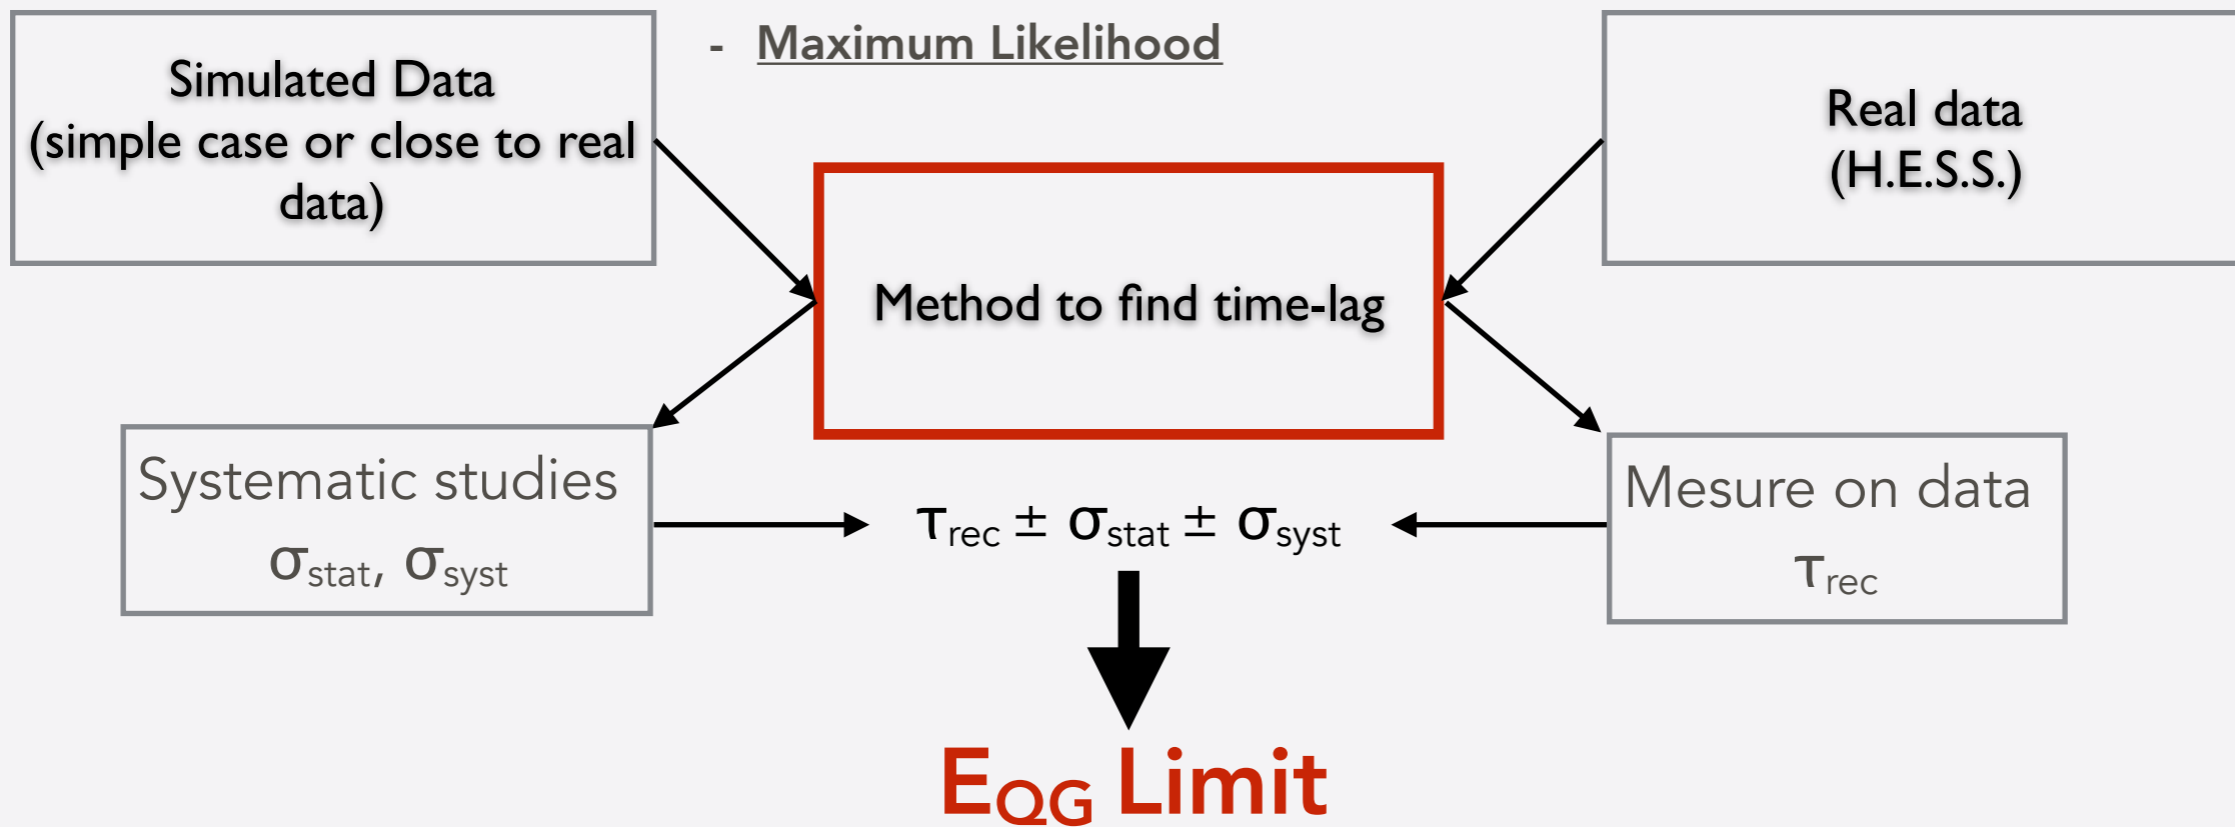 - Maximum Likelihood
Simulated Data
(simple case or close to real
data)
Real data
(H.E.S.S.)
Method to find time-lag
Systematic studies
σstat, σsyst
τrec ± σstat ± σsyst
Mesure on data
τrec
EQG Limit